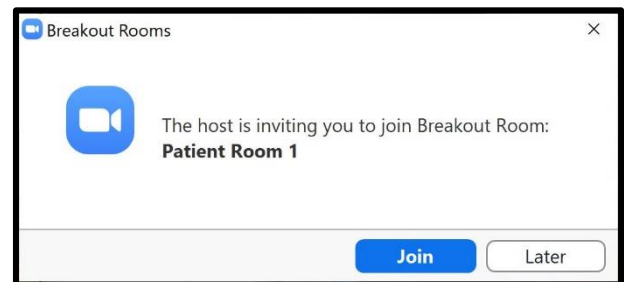 Breakout Rooms
The host is inviting you to join Breakout Room:
Patient Room 1
Join
Later